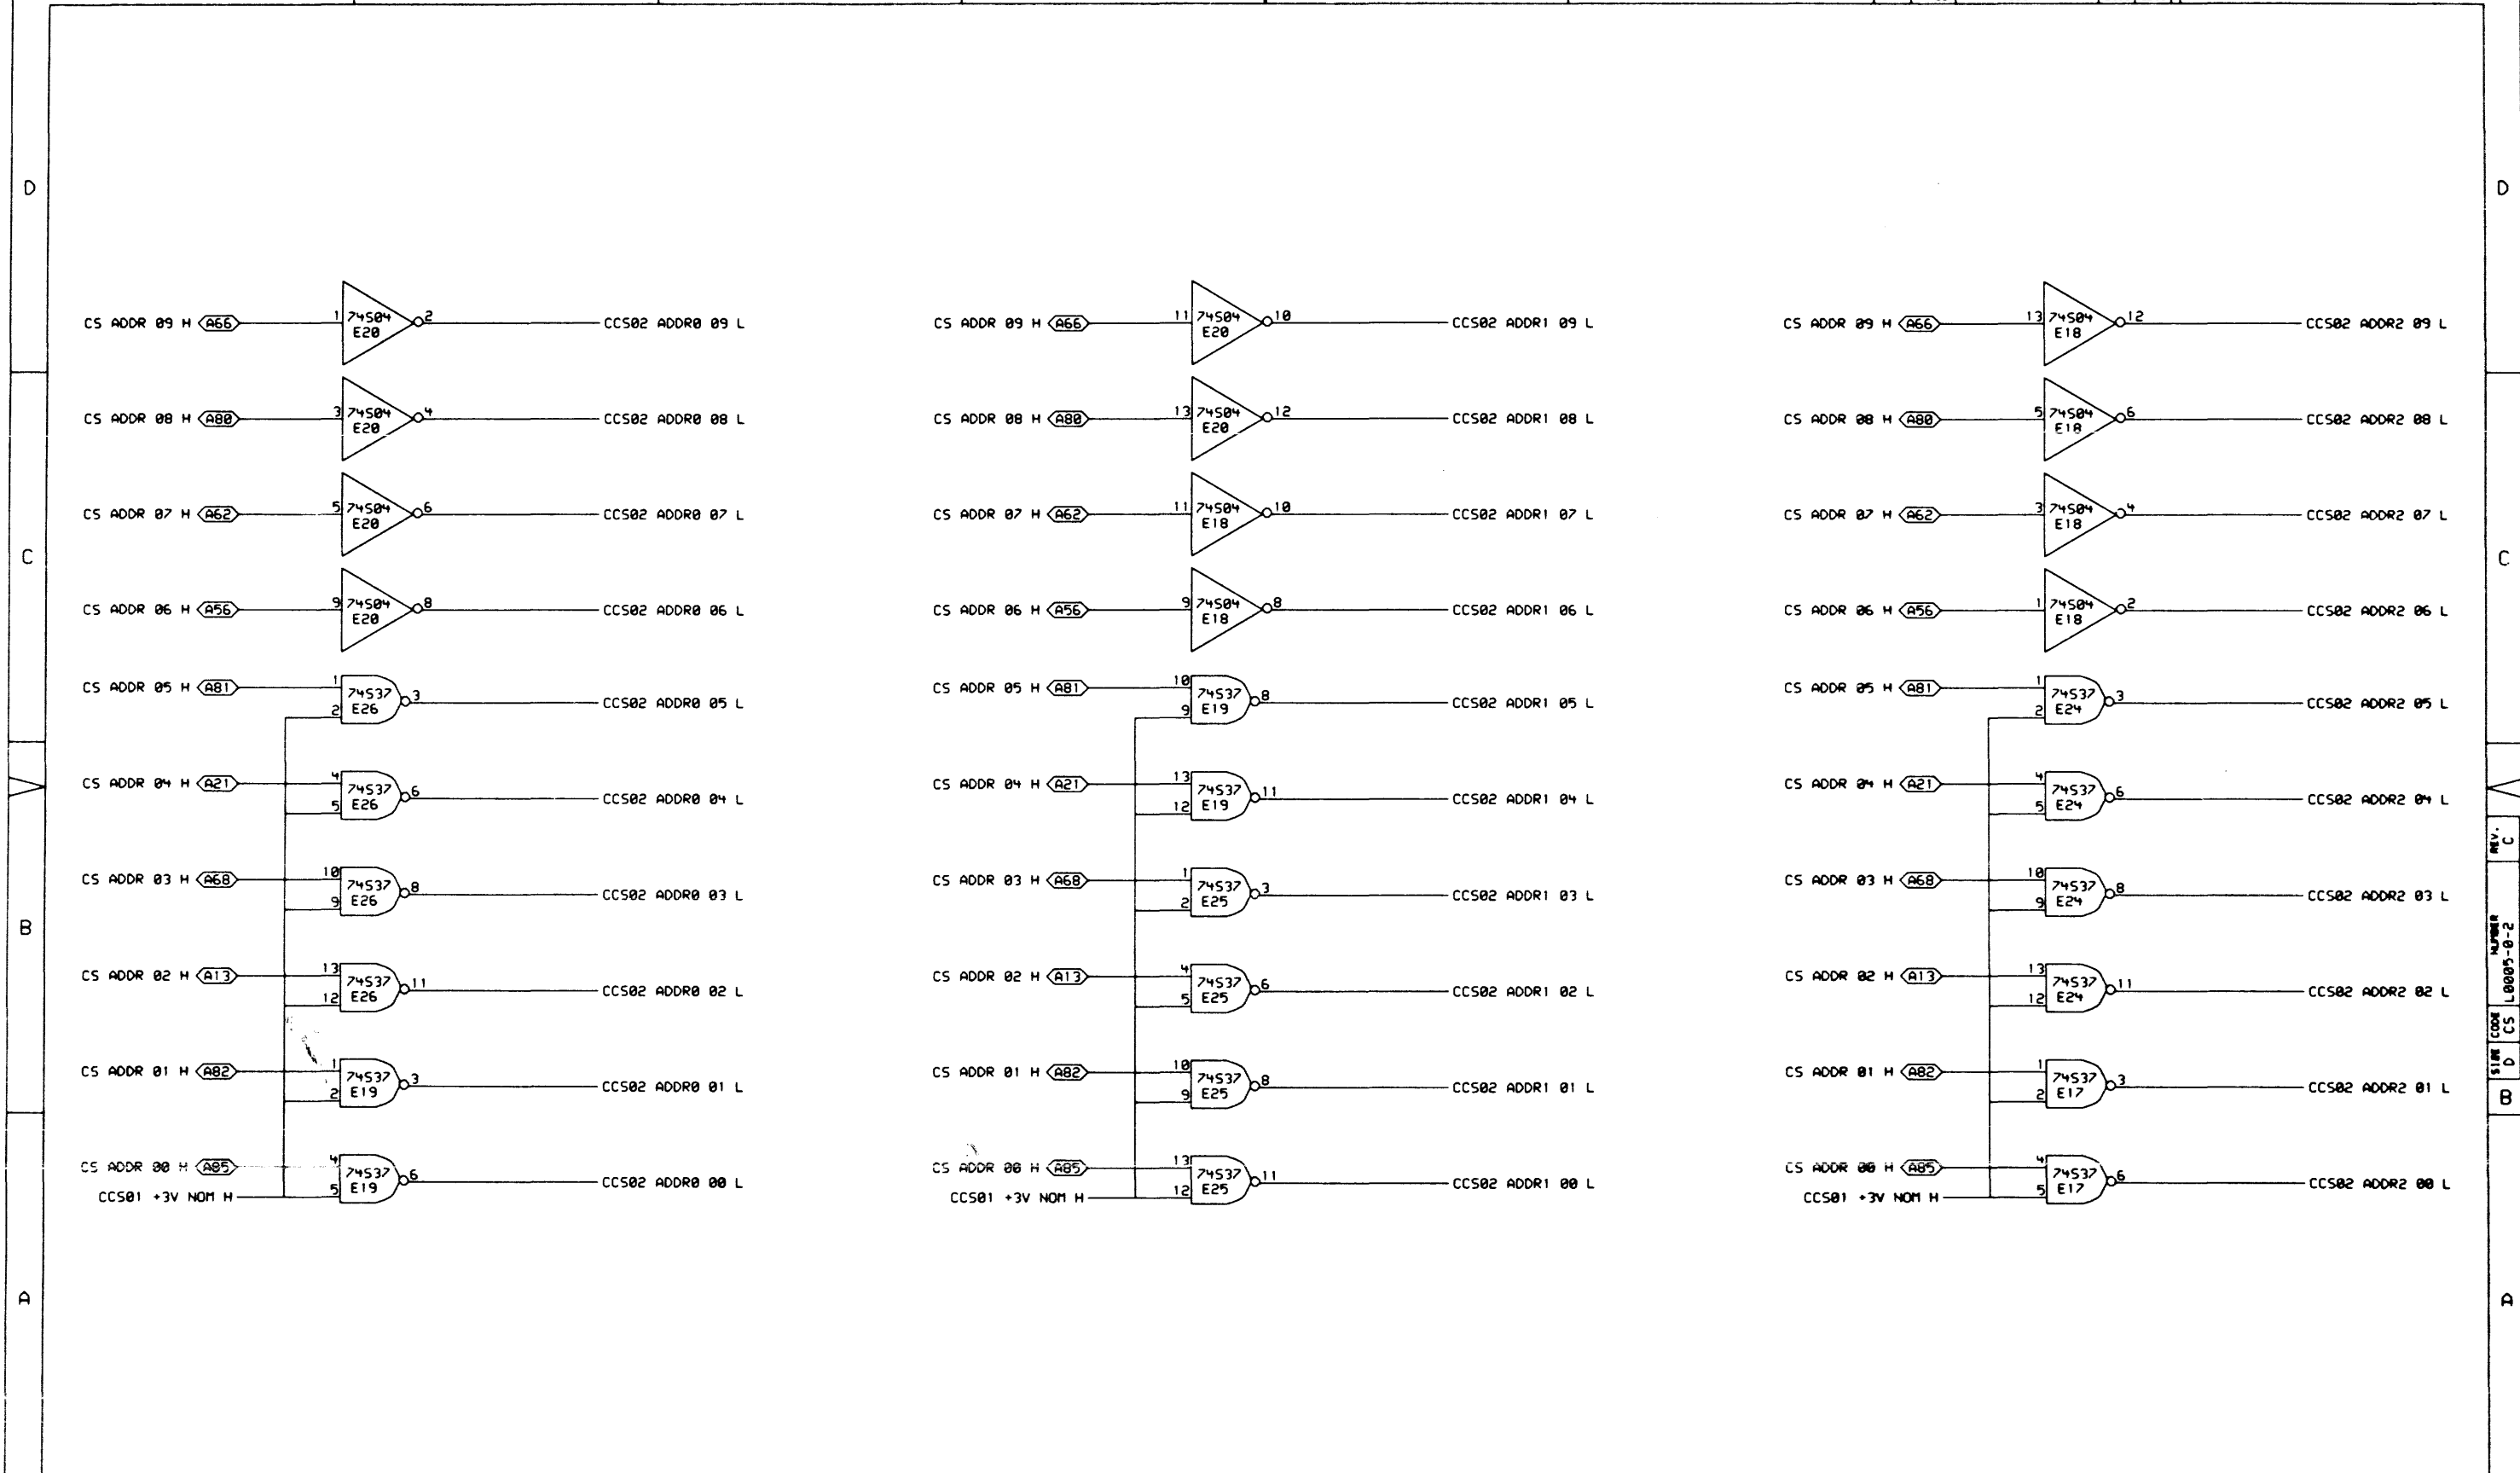 D D
CS ADDR 09 H A66 1 74S04 E20 2 CCS02 ADDR0 09 L
CS ADDR 09 H A66 11 74S04 E20 10 CCS02 ADDR1 09 L
CS ADDR 09 H A66 13 74S04 E18 12 CCS02 ADDR2 09 L
CS ADDR 08 H A80 3 74S04 E20 4 CCS02 ADDR0 08 L
CS ADDR 08 H A80 13 74S04 E20 12 CCS02 ADDR1 08 L
CS ADDR 08 H A80 5 74S04 E18 6 CCS02 ADDR2 08 L
CS ADDR 07 H A62 5 74S04 E20 6 CCS02 ADDR0 07 L
CS ADDR 07 H A62 11 74S04 E18 10 CCS02 ADDR1 07 L
CS ADDR 07 H A62 3 74S04 E18 4 CCS02 ADDR2 07 L
C C
CS ADDR 06 H A56 9 74S04 E20 8 CCS02 ADDR0 06 L
CS ADDR 06 H A56 9 74S04 E18 8 CCS02 ADDR1 06 L
CS ADDR 06 H A56 1 74S04 E18 2 CCS02 ADDR2 06 L
CS ADDR 05 H A81 1 2 74S37 E26 3 CCS02 ADDR0 05 L
CS ADDR 05 H A81 10 9 74S37 E19 8 CCS02 ADDR1 05 L
CS ADDR 05 H A81 1 2 74S37 E24 3 CCS02 ADDR2 05 L
CS ADDR 04 H A21 4 5 74S37 E26 6 CCS02 ADDR0 04 L
CS ADDR 04 H A21 13 12 74S37 E19 11 CCS02 ADDR1 04 L
CS ADDR 04 H A21 4 5 74S37 E24 6 CCS02 ADDR2 04 L
CS ADDR 03 H A68 10 9 74S37 E26 8 CCS02 ADDR0 03 L
CS ADDR 03 H A68 1 2 74S37 E25 3 CCS02 ADDR1 03 L
CS ADDR 03 H A68 10 9 74S37 E24 8 CCS02 ADDR2 03 L
B
CS ADDR 02 H A13 13 12 74S37 E26 11 CCS02 ADDR0 02 L
CS ADDR 02 H A13 4 5 74S37 E25 6 CCS02 ADDR1 02 L
CS ADDR 02 H A13 13 12 74S37 E24 11 CCS02 ADDR2 02 L
CS ADDR 01 H A82 1 2 74S37 E19 3 CCS02 ADDR0 01 L
CS ADDR 01 H A82 10 9 74S37 E25 8 CCS02 ADDR1 01 L
CS ADDR 01 H A82 1 2 74S37 E17 3 CCS02 ADDR2 01 L
CS ADDR 00 H A85 4 5 74S37 E19 6 CCS02 ADDR0 00 L
CS ADDR 00 H A85 13 12 74S37 E25 11 CCS02 ADDR1 00 L
CS ADDR 00 H A85 4 5 74S37 E17 6 CCS02 ADDR2 00 L
CCS01 +3V NOM H
CCS01 +3V NOM H
CCS01 +3V NOM H
A A
SIZE D
CODE CS
NUMBER L0005-0-2
REV. C
B